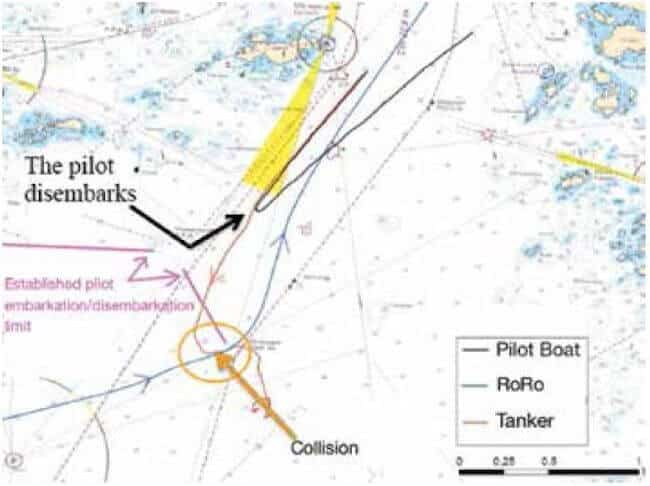 The pilot
disembarks
Established pilot
embarkation/disembarkation
limit
Collision
Pilot Boat
RoRo
Tanker
0 0,25 0,5 1